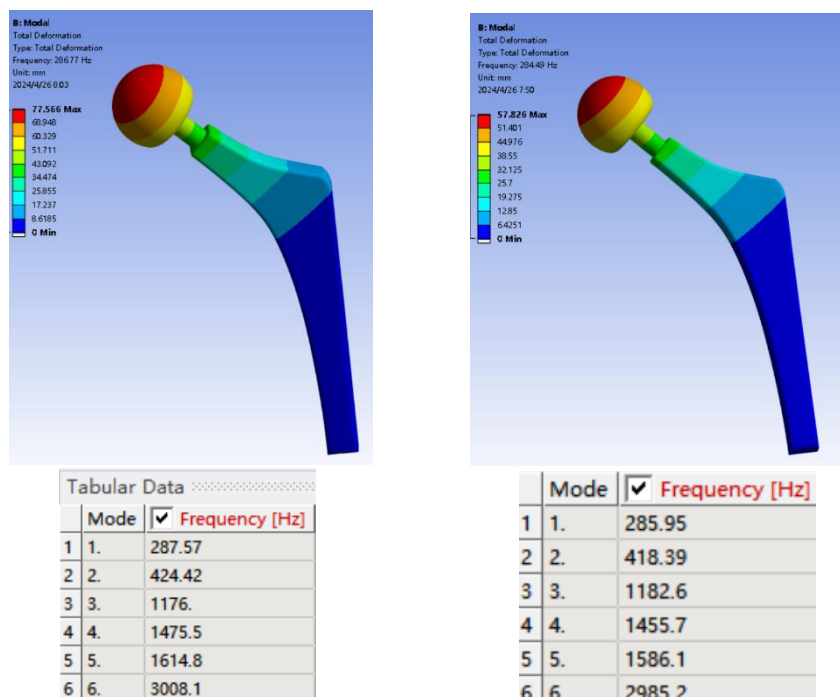 B: Modal
Total Deformation
Type: Total Deformation
Frequency: 286.77 Hz
Unit: mm
2024/4/26 8:03
77.566 Max
68.948
60.329
51.711
43.092
34.474
25.855
17.237
8.6185
0 Min
B: Modal
Total Deformation
Type: Total Deformation
Frequency: 284.49 Hz
Unit: mm
2024/4/26 7:50
57.826 Max
51.401
44.976
38.55
32.125
25.7
19.275
12.85
6.4251
0 Min
Tabular Data
Mode Frequency [Hz]
1 1. 287.57
2 2. 424.42
3 3. 1176.
4 4. 1475.5
5 5. 1614.8
6 6. 3008.1
Mode Frequency [Hz]
1 1. 285.95
2 2. 418.39
3 3. 1182.6
4 4. 1455.7
5 5. 1586.1
6 6. 2985.2